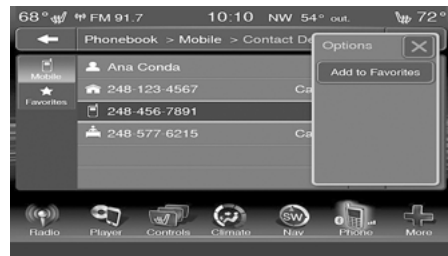 68° FM 91.7 10:10 NW 54° out. 72°
Phonebook > Mobile > Contact De
Options
Mobile
Ana Conda
Add to Favorites
Favorites
248-123-4567 Ca
248-456-7891
248-577-6215 Ca
SW
Radio Player Controls Climate Nav Phone More